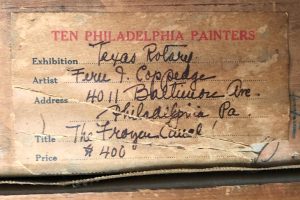 TEN PHILADELPHIA PAINTERS
Exhibition Texas Rotary
Artist Fern I. Coppedge
Address 4011 Baltimore Ave.
Philadelphia, Pa.
Title "The Frozen Canal"
Price $400